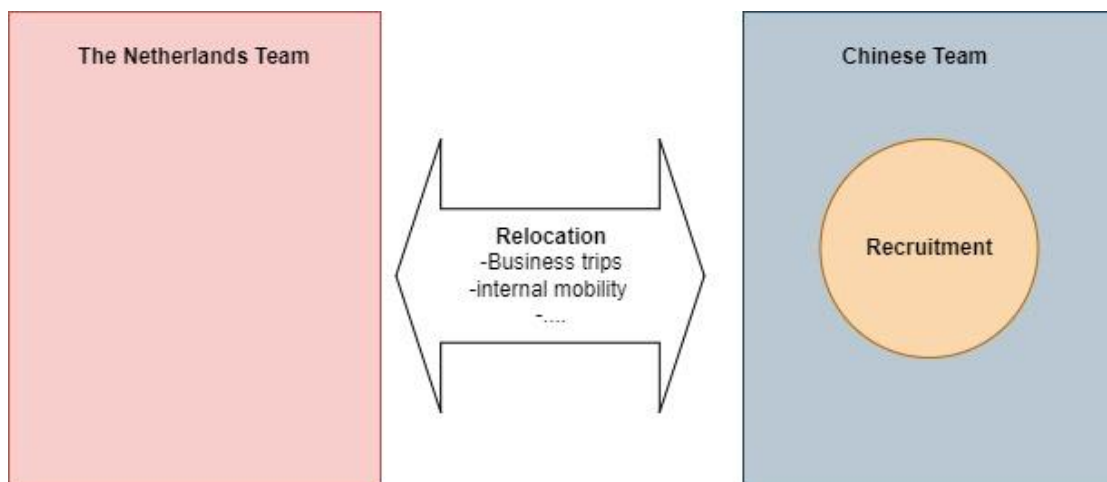 The Netherlands Team
Chinese Team
Relocation
-Business trips
-internal mobility
-....
Recruitment